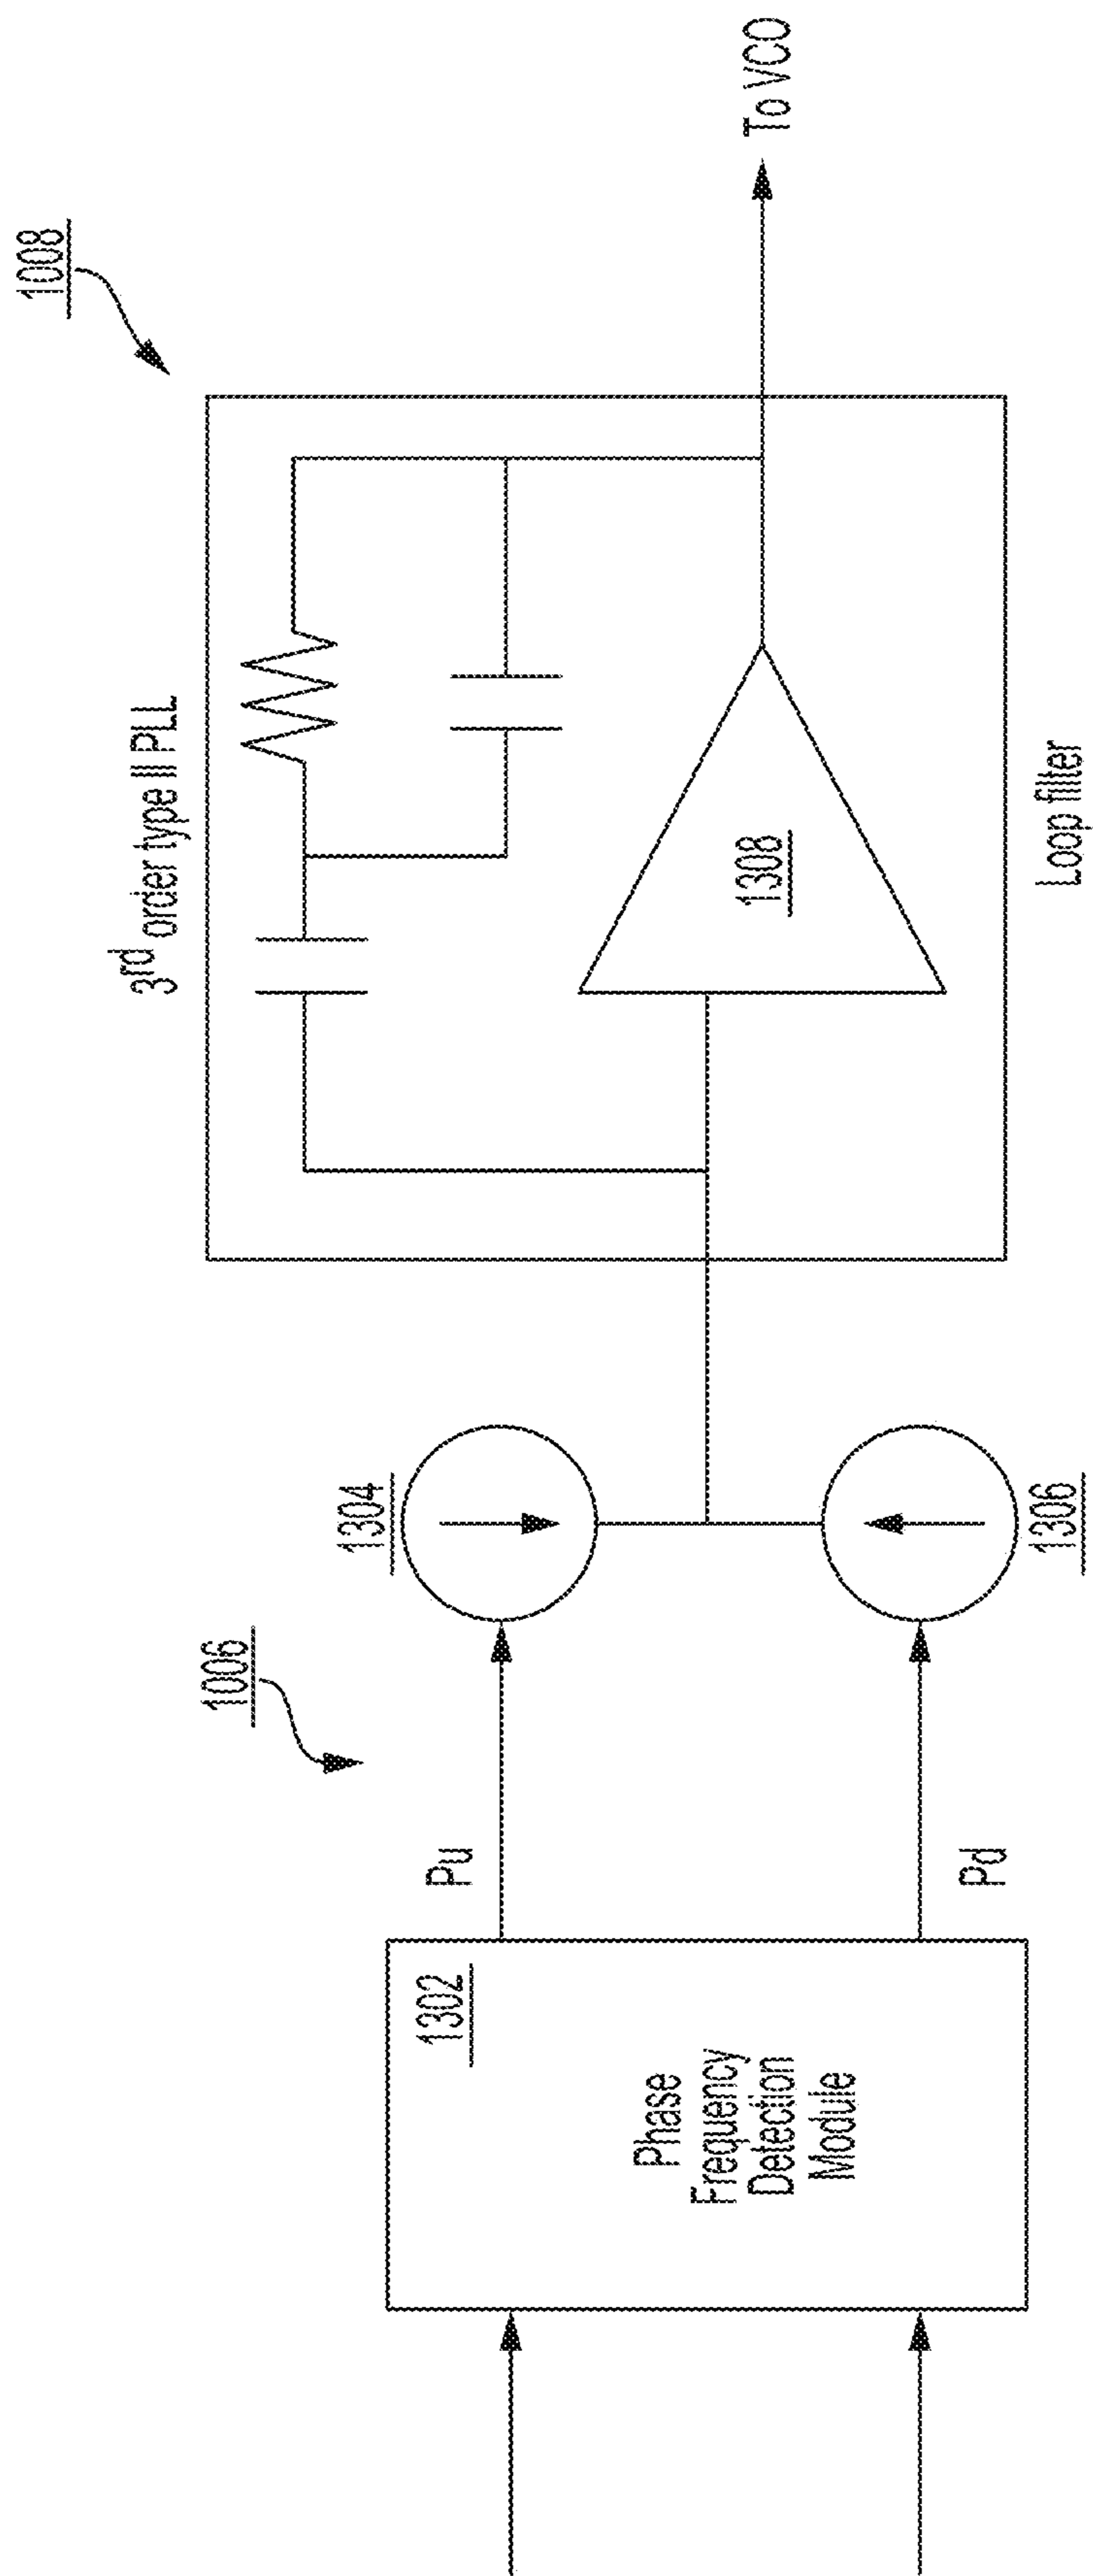 1008
3rd order type II PLL
To VCO
1308
Loop filter
1304
1306
1006
Pu
Pd
1302
Phase
Frequency
Detection
Module